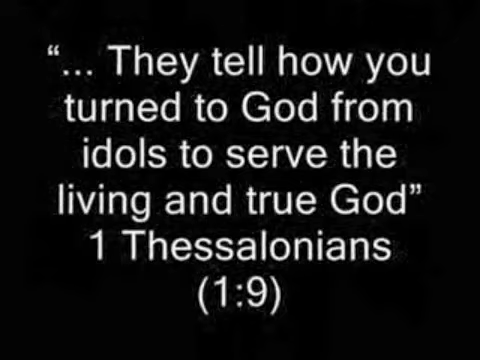 “... They tell how you
turned to God from
idols to serve the
living and true God”
1 Thessalonians
(1:9)